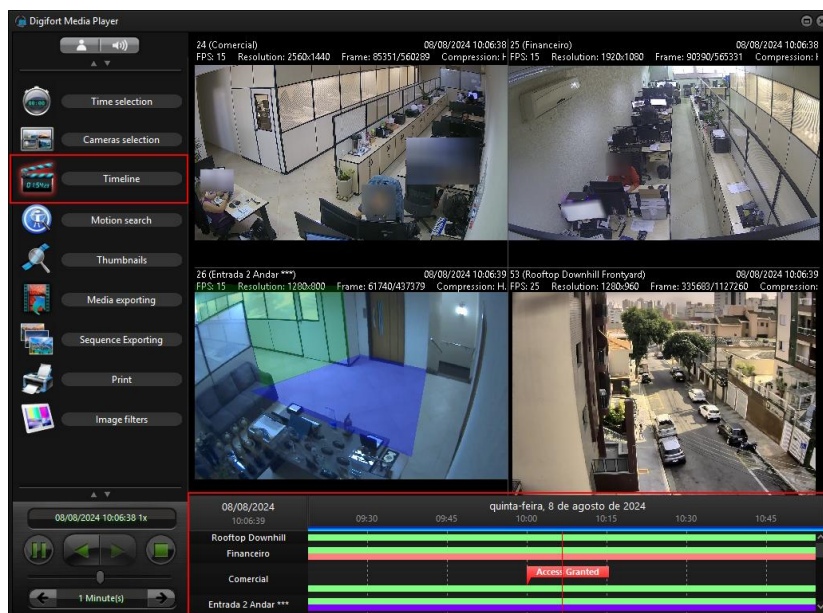 Digifort Media Player
Time selection
Cameras selection
Timeline
Motion search
Thumbnails
Media exporting
Sequence Exporting
Print
Image filters
24 (Comercial) 08/08/2024 10:06:38
FPS: 15 Resolution: 2560x1440 Frame: 85351/560289 Compression: H
25 (Financeiro) 08/08/2024 10:06:38
FPS: 15 Resolution: 1920x1080 Frame: 90390/565331 Compression: H
26 (Entrada 2 Andar ***) 08/08/2024 10:06:39
FPS: 15 Resolution: 1280x800 Frame: 61740/437379 Compression: H.
53 (Rooftop Downhill Frontyard) 08/08/2024 10:06:39
FPS: 25 Resolution: 1280x960 Frame: 335683/1127260 Compression:
08/08/2024 10:06:38 1x
1 Minute(s)
08/08/2024 quinta-feira, 8 de agosto de 2024
10:06:39 09:30 09:45 10:00 10:15 10:30 10:45
Rooftop Downhill
Financeiro
Access Granted
Comercial
Entrada 2 Andar ***